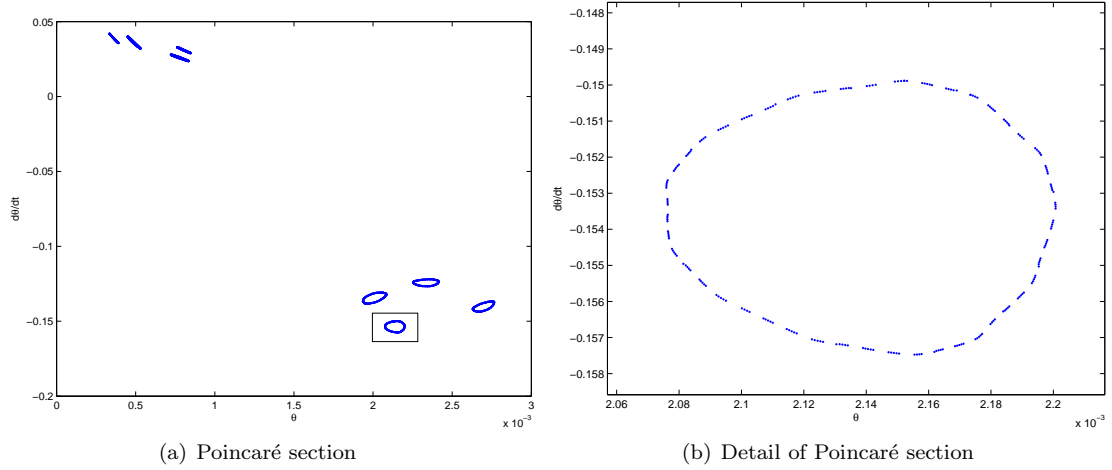 0.05
0
−0.05
−0.1
−0.15
−0.2
dθ/dt
0 0.5 1 1.5 2 2.5 3
θ
x 10⁻³
(a) Poincaré section
−0.148
−0.149
−0.15
−0.151
−0.152
−0.153
−0.154
−0.155
−0.156
−0.157
−0.158
dθ/dt
2.06 2.08 2.1 2.12 2.14 2.16 2.18 2.2
θ
x 10⁻³
(b) Detail of Poincaré section